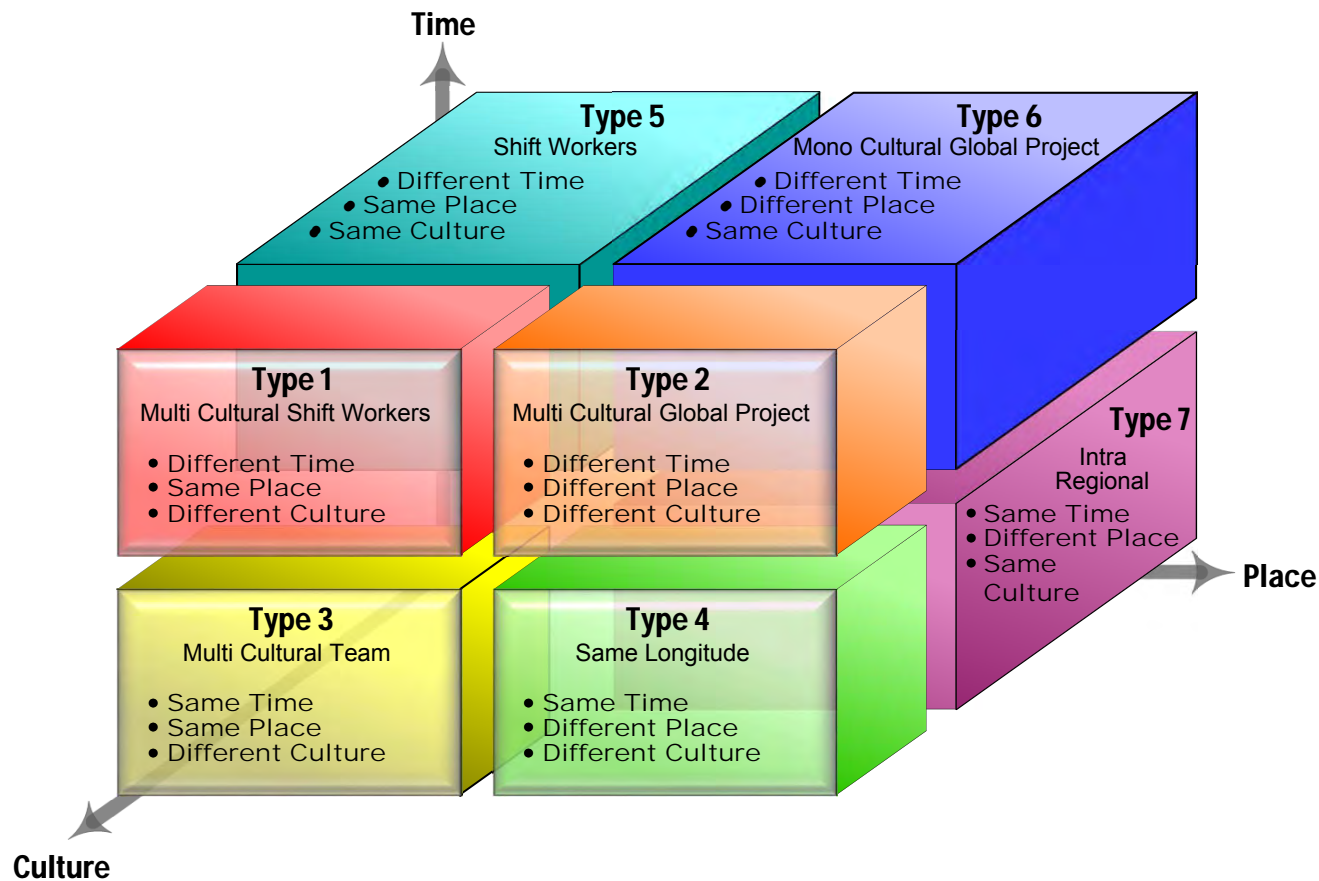 Time
Type 5
Shift Workers
• Different Time
• Same Place
• Same Culture
Type 6
Mono Cultural Global Project
• Different Time
• Different Place
• Same Culture
Type 1
Multi Cultural Shift Workers
• Different Time
• Same Place
• Different Culture
Type 2
Multi Cultural Global Project
• Different Time
• Different Place
• Different Culture
Type 7
Intra
Regional
• Same Time
• Different Place
• Same
Culture
Place
Type 3
Multi Cultural Team
• Same Time
• Same Place
• Different Culture
Type 4
Same Longitude
• Same Time
• Different Place
• Different Culture
Culture